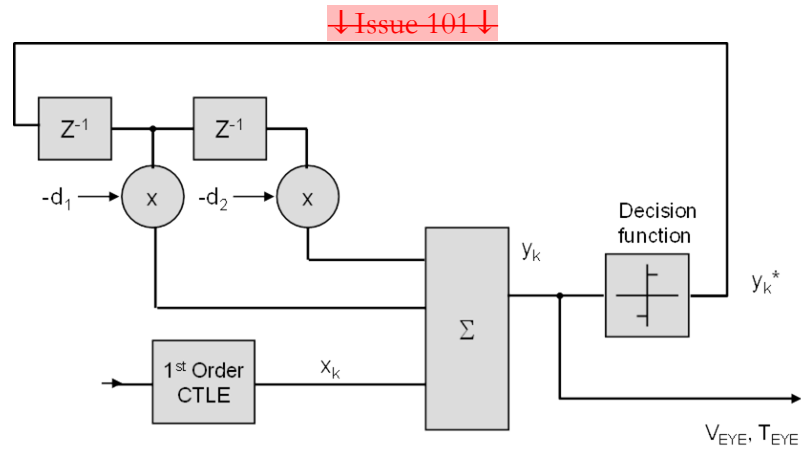 ↓Issue 101↓
Z⁻¹
Z⁻¹
-d₁
x
-d₂
x
Decision
function
yₖ
yₖ*
Σ
1ˢᵗ Order
CTLE
xₖ
V_EYE, T_EYE